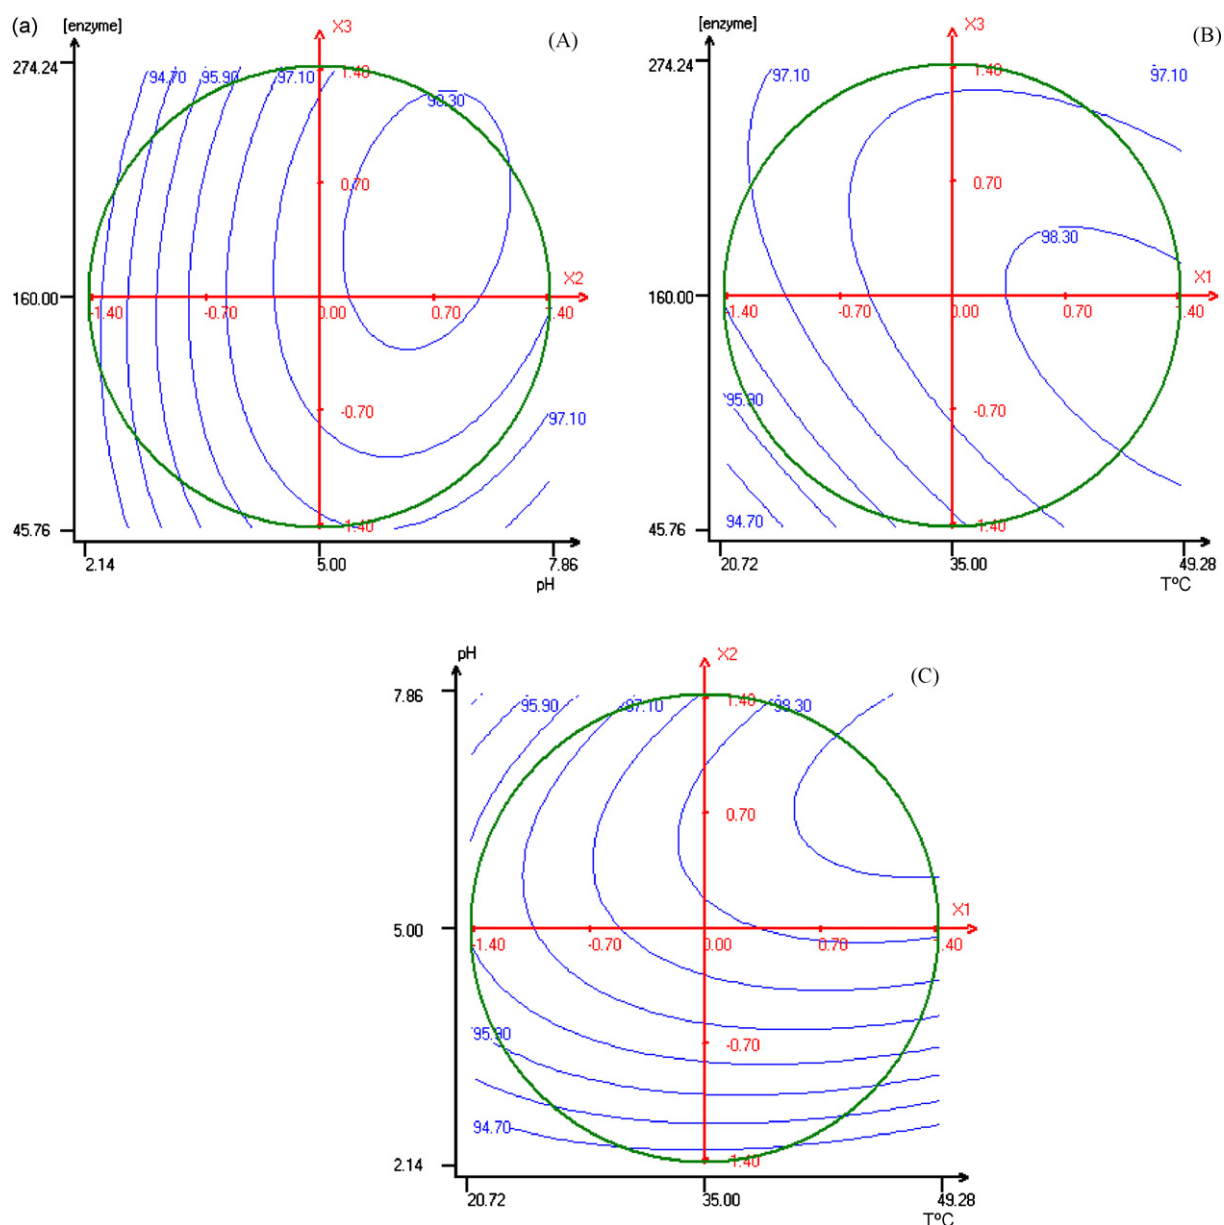 (a) [enzyme] X3 (A)
274.24 94.70 95.90 97.10 1.40
98.30
0.70
X2
160.00 -1.40 -0.70 0.00 0.70 1.40
-0.70
97.10
45.76 -1.40
2.14 5.00 7.86
pH
[enzyme] X3 (B)
274.24 97.10 1.40 97.10
0.70
98.30
X1
160.00 -1.40 -0.70 0.00 0.70 1.40
95.90
-0.70
94.70
45.76 -1.40
20.72 35.00 49.28
TºC
pH X2 (C)
7.86 95.90 97.10 1.40 98.30
0.70
X1
5.00 -1.40 -0.70 0.00 0.70 1.40
95.90
-0.70
94.70
2.14 -1.40
20.72 35.00 49.28
TºC